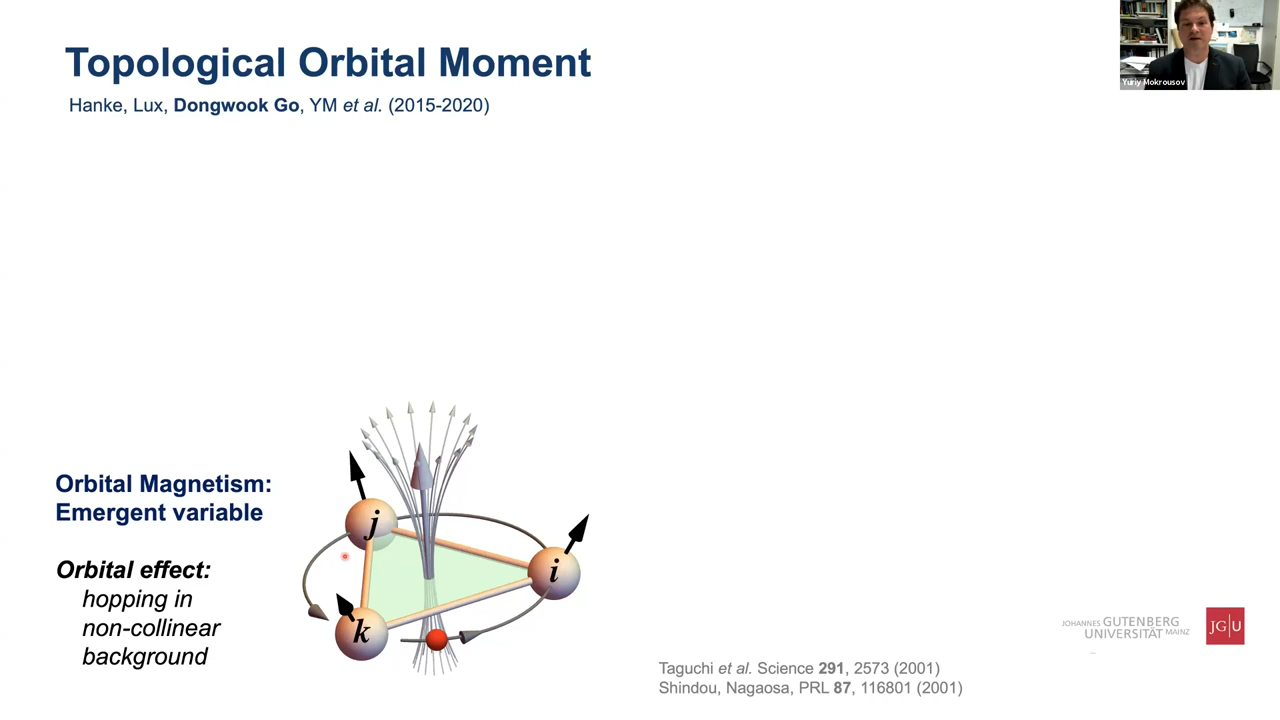 Topological Orbital Moment
Hanke, Lux, Dongwook Go, YM et al. (2015-2020)
Yuriy Mokrousov
Orbital Magnetism:
Emergent variable
Orbital effect:
hopping in
non-collinear
background
j
i
k
JOHANNES GUTENBERG
UNIVERSITÄT MAINZ
JG|U
Taguchi et al. Science 291, 2573 (2001)
Shindou, Nagaosa, PRL 87, 116801 (2001)